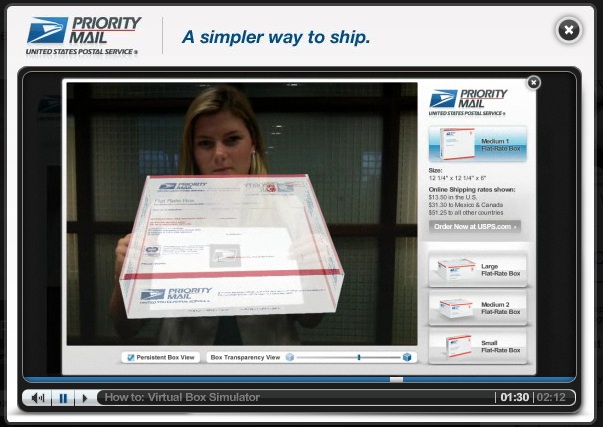 PRIORITY
MAIL
UNITED STATES POSTAL SERVICE®
A simpler way to ship.
PRIORITY
MAIL
UNITED STATES POSTAL SERVICE®
Medium 1
Flat-Rate Box
Size:
12 1/4" x 12 1/4" x 6"
Online Shipping rates shown:
$13.50 in the U.S.
$31.30 to Mexico & Canada
$51.25 to all other countries
Order Now at USPS.com
Large
Flat-Rate Box
Medium 2
Flat-Rate Box
Small
Flat-Rate Box
PRIORITY
MAIL
Flat-Rate Box
PRIORITY
MAIL
UNITED STATES POSTAL SERVICE
Persistent Box View
Box Transparency View
How to: Virtual Box Simulator
01:30 02:12